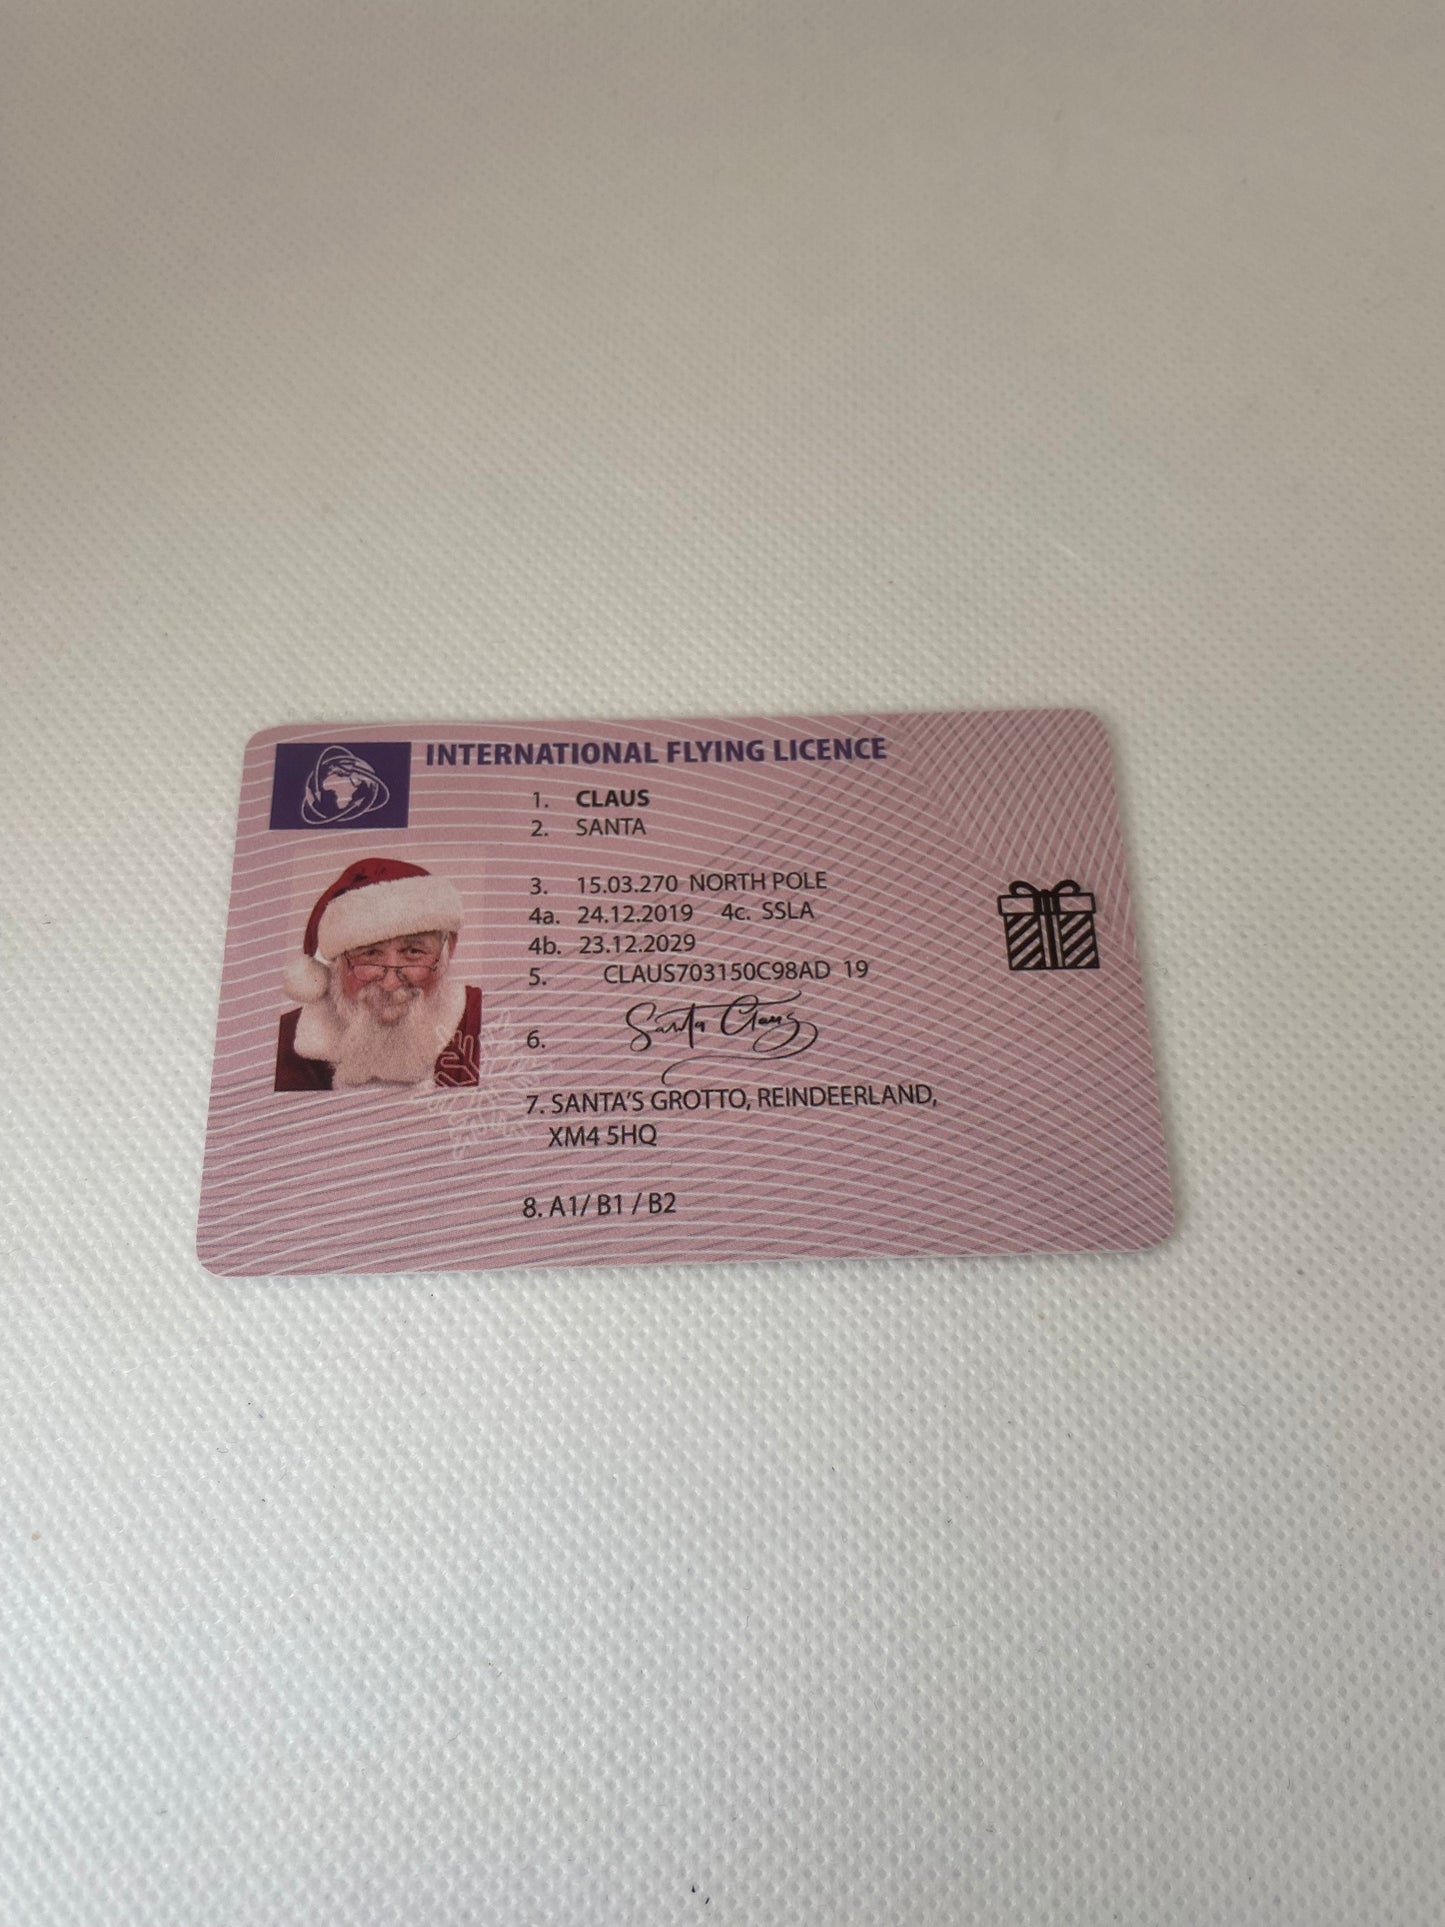 INTERNATIONAL FLYING LICENCE
1. CLAUS
2. SANTA
3. 15.03.270 NORTH POLE
4a. 24.12.2019 4c. SSLA
4b. 23.12.2029
5. CLAUS703150C98AD 19
6. Santa Claus
7. SANTA'S GROTTO, REINDEERLAND,
XM4 5HQ
8. A1/ B1 / B2